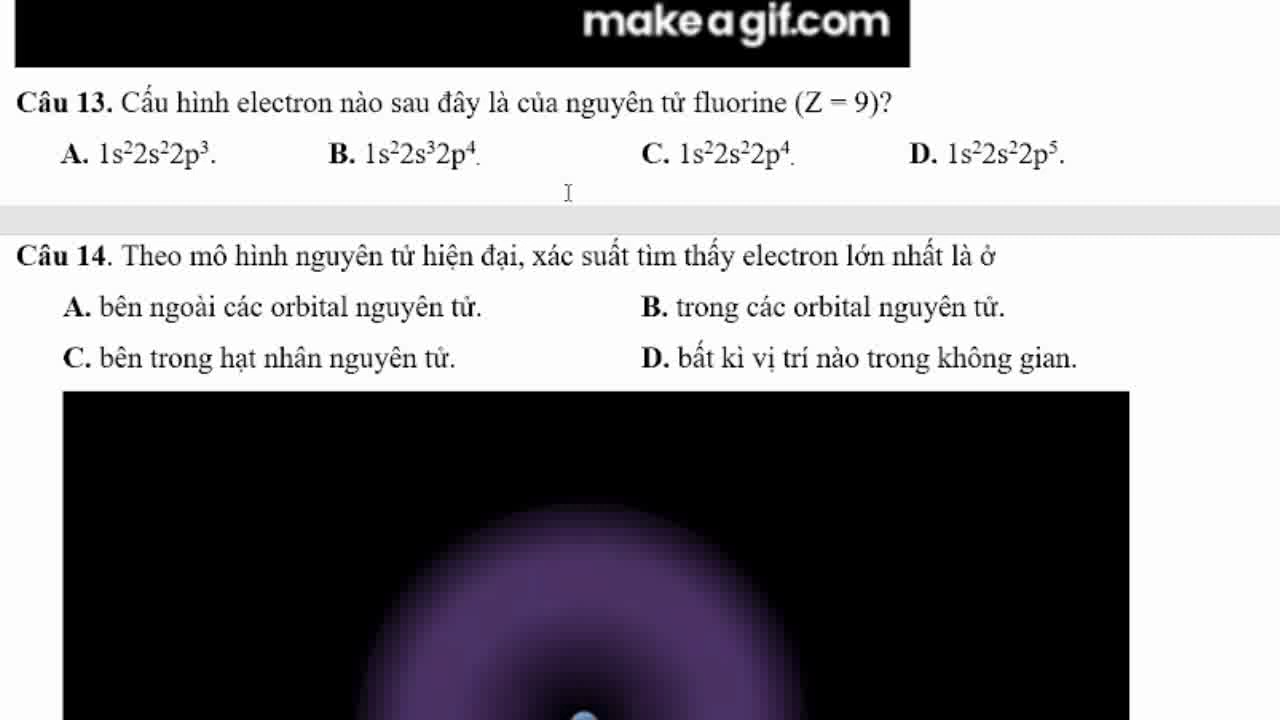 makeagif.com
Câu 13. Cấu hình electron nào sau đây là của nguyên tử fluorine (Z = 9)?
A. 1s²2s²2p³. B. 1s²2s³2p⁴. C. 1s²2s²2p⁴. D. 1s²2s²2p⁵.
Câu 14. Theo mô hình nguyên tử hiện đại, xác suất tìm thấy electron lớn nhất là ở
A. bên ngoài các orbital nguyên tử. B. trong các orbital nguyên tử.
C. bên trong hạt nhân nguyên tử. D. bất kì vị trí nào trong không gian.